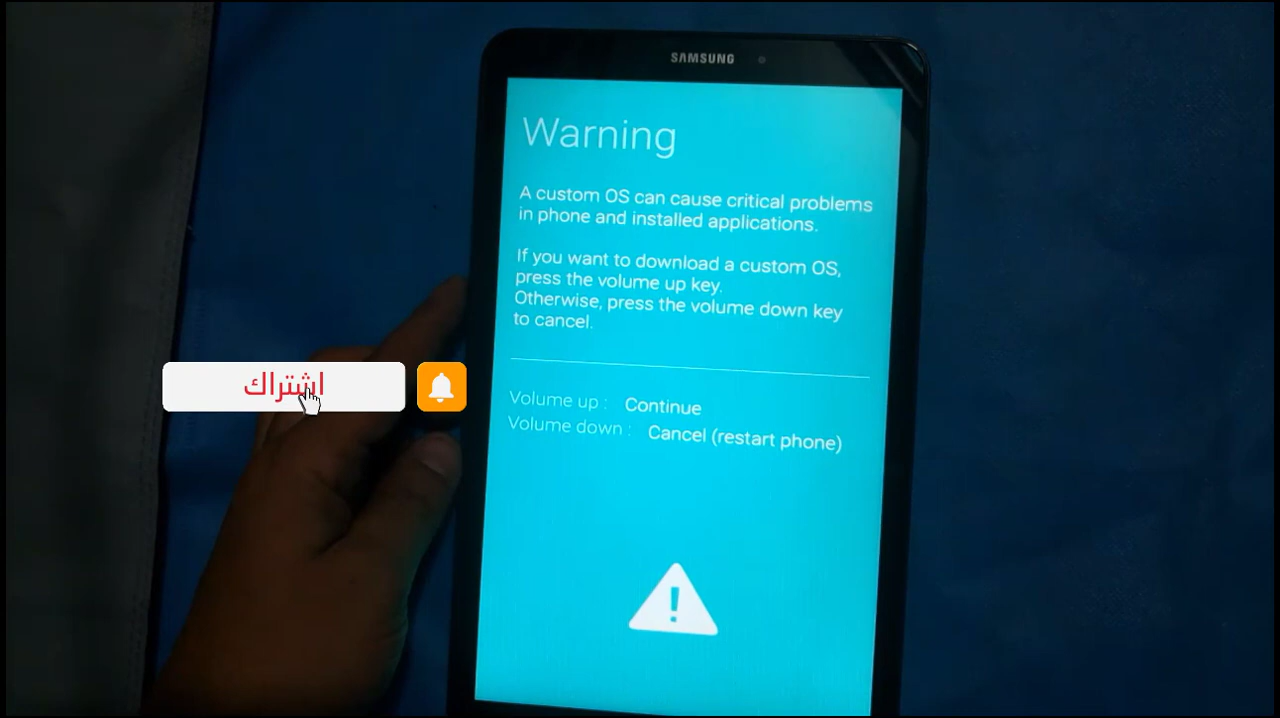 SAMSUNG
Warning
A custom OS can cause critical problems
in phone and installed applications.
If you want to download a custom OS,
press the volume up key.
Otherwise, press the volume down key
to cancel.
اشتراك
Volume up : Continue
Volume down : Cancel (restart phone)